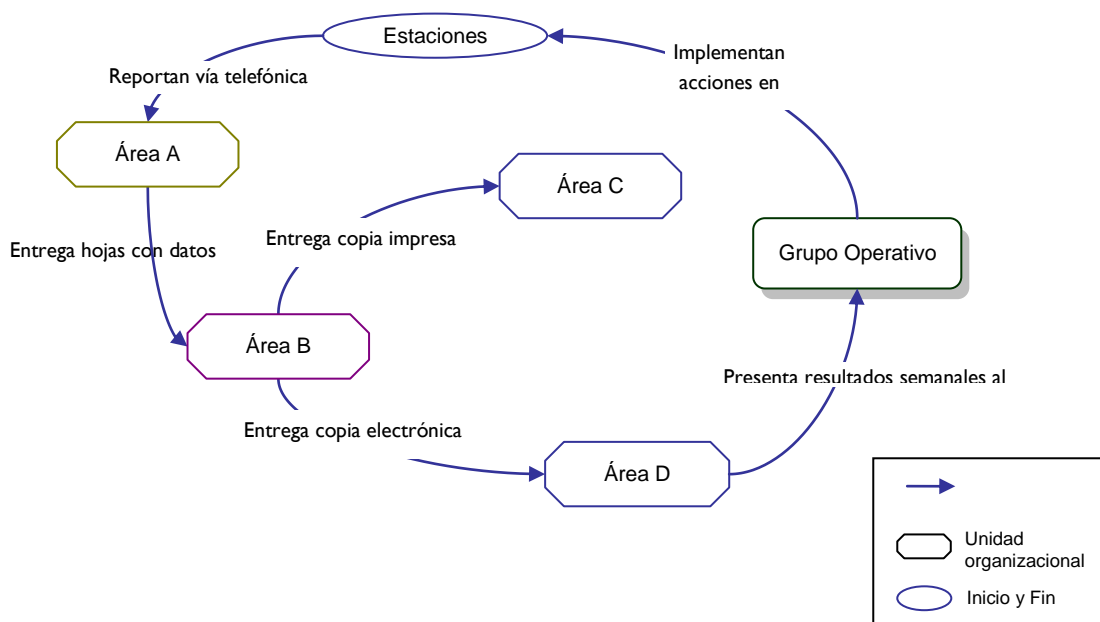 Estaciones
Implementan
acciones en
Reportan vía telefónica
Área A
Área C
Entrega copia impresa
Entrega hojas con datos
Grupo Operativo
Área B
Presenta resultados semanales al
Entrega copia electrónica
Área D
Unidad
organizacional
Inicio y Fin